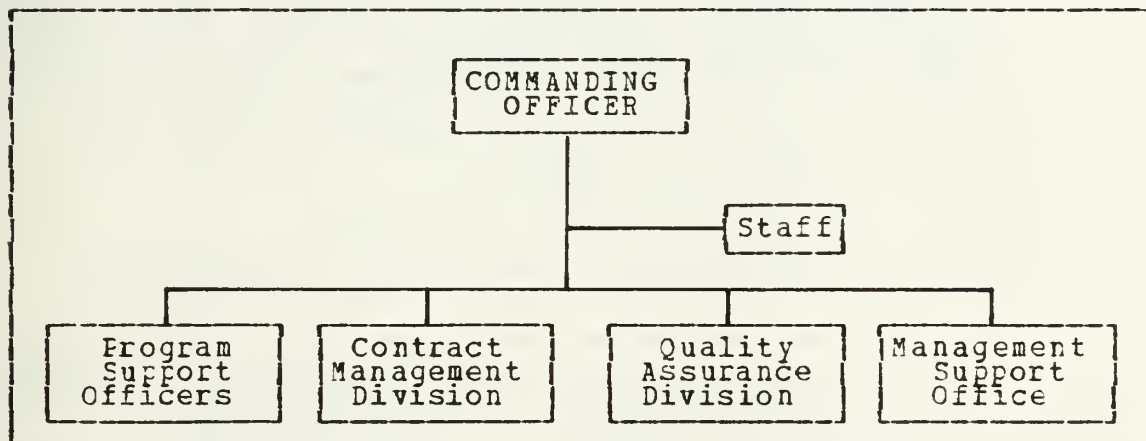 COMMANDING
OFFICER
Staff
Program
Support
Officers
Contract
Management
Division
Quality
Assurance
Division
Management
Support
Office